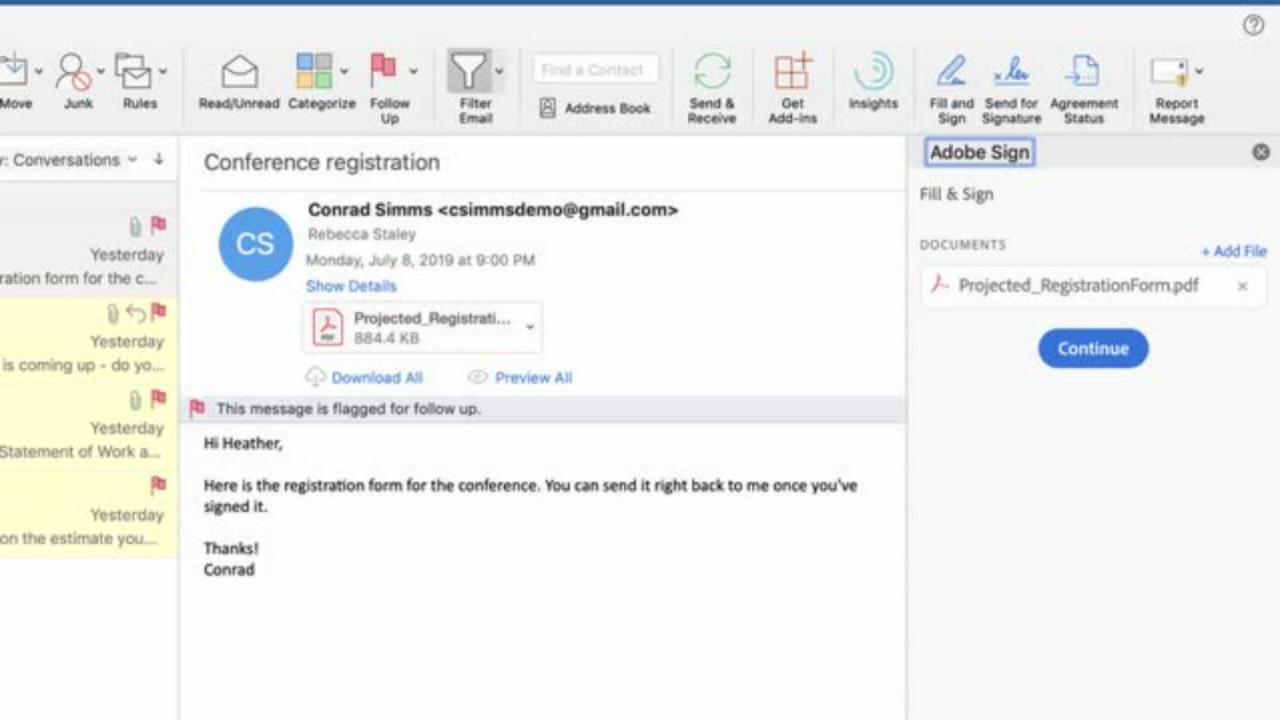 Move
Junk
Rules
Read/Unread
Categorize
Follow
Up
Filter
Email
Find a Contact
Address Book
Send &
Receive
Get
Add-ins
Insights
Fill and
Sign
Send for
Signature
Agreement
Status
Report
Message
y: Conversations
Yesterday
ration form for the c...
Yesterday
is coming up - do yo...
Yesterday
Statement of Work a...
Yesterday
on the estimate you...
Conference registration
CS
Conrad Simms <csimmsdemo@gmail.com>
Rebecca Staley
Monday, July 8, 2019 at 9:00 PM
Show Details
PDF
Projected_Registrati...
884.4 KB
Download All
Preview All
This message is flagged for follow up.
Hi Heather,
Here is the registration form for the conference. You can send it right back to me once you've
signed it.
Thanks!
Conrad
Adobe Sign
Fill & Sign
DOCUMENTS
+ Add File
Projected_RegistrationForm.pdf
Continue